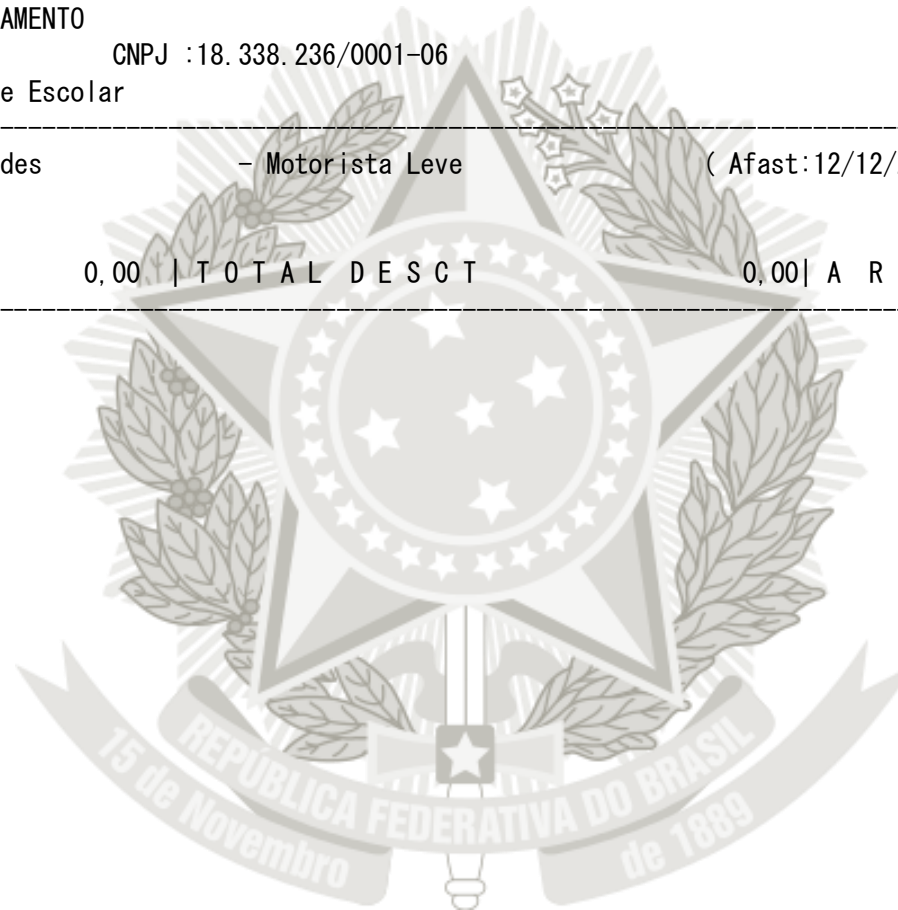 AMENTO
CNPJ :18.338.236/0001-06
e Escolar
des - Motorista Leve ( Afast:12/12/
0,00 | T O T A L D E S C T 0,00| A R
REPÚBLICA FEDERATIVA DO BRASIL
15 de Novembro de 1889